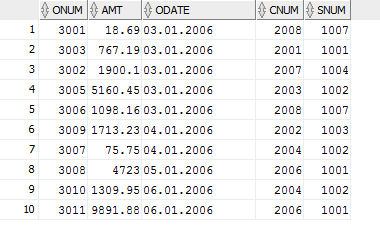 ONUM AMT ODATE CNUM SNUM
1 3001 18.69 03.01.2006 2008 1007
2 3003 767.19 03.01.2006 2001 1001
3 3002 1900.1 03.01.2006 2007 1004
4 3005 5160.45 03.01.2006 2003 1002
5 3006 1098.16 03.01.2006 2008 1007
6 3009 1713.23 04.01.2006 2002 1003
7 3007 75.75 04.01.2006 2004 1002
8 3008 4723 05.01.2006 2006 1001
9 3010 1309.95 06.01.2006 2004 1002
10 3011 9891.88 06.01.2006 2006 1001